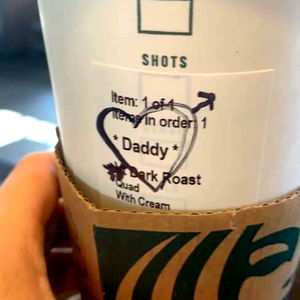 SHOTS
Item: 1 of 1
Items in order: 1
* Daddy *
Dark Roast
Quad
With Cream